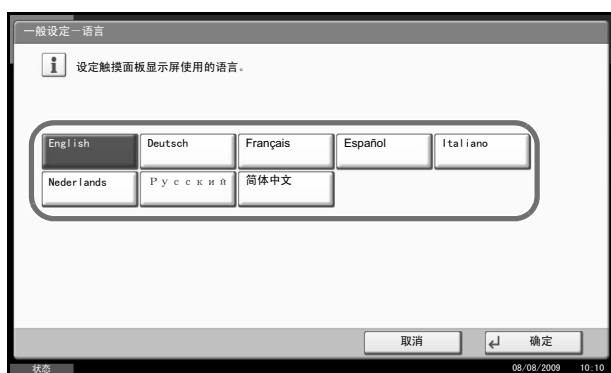 一般设定－语言
设定触摸面板显示屏使用的语言。
English Deutsch Français Español Italiano
Nederlands Русский 简体中文
取消 确定
状态 08/08/2009 10:10